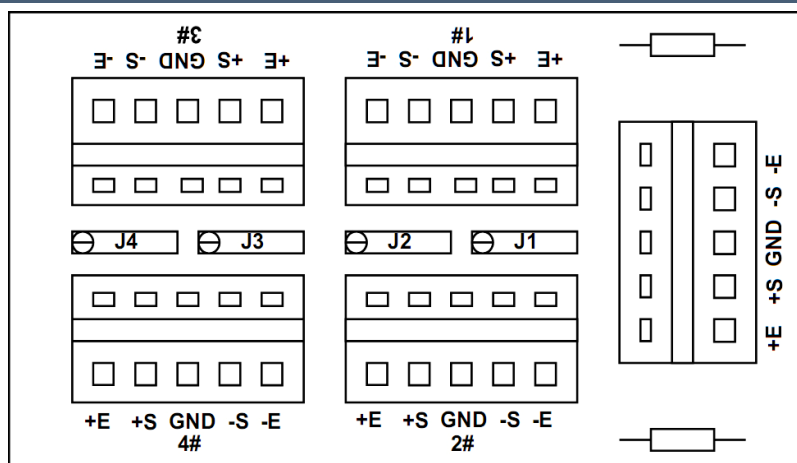 3#
+E +S GND -S -E
1#
+E +S GND -S -E
J4
J3
J2
J1
+E +S GND -S -E
4#
+E +S GND -S -E
2#
+E +S GND -S -E